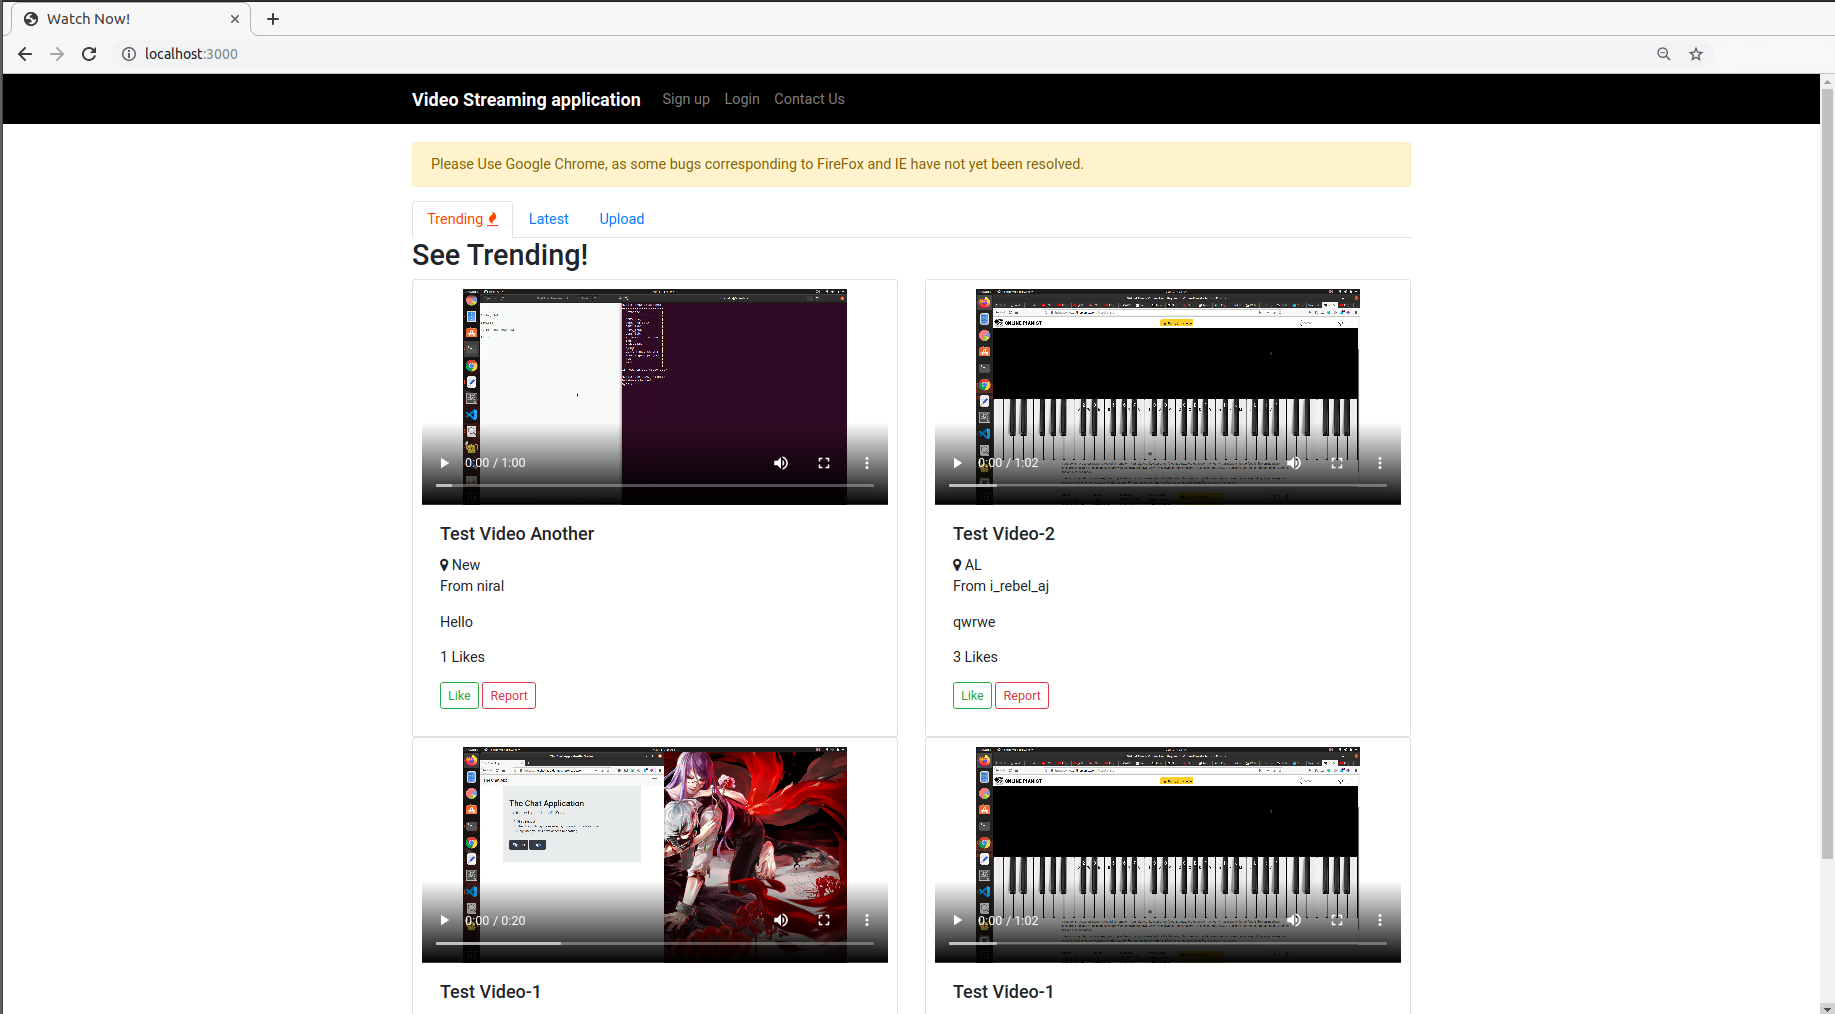 Watch Now!
localhost:3000
Video Streaming application Sign up Login Contact Us
Please Use Google Chrome, as some bugs corresponding to FireFox and IE have not yet been resolved.
Trending Latest Upload
See Trending!
0:00 / 1:00
Test Video Another
New
From niral
Hello
1 Likes
Like Report
ONLINE PIANIST
0:00 / 1:02
Test Video-2
AL
From i_rebel_aj
qwrwe
3 Likes
Like Report
The Chat Application
0:00 / 0:20
Test Video-1
ONLINE PIANIST
0:00 / 1:02
Test Video-1